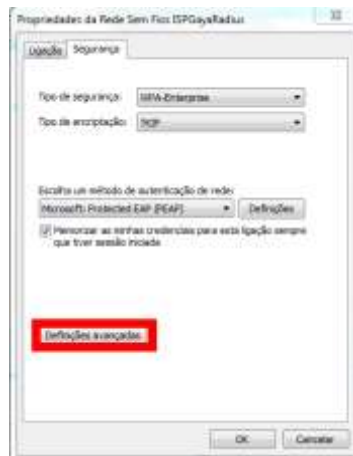 Propriedades da Rede Sem Fios ISPGayaRadius
Ligação Segurança
Tipo de segurança: WPA-Enterprise
Tipo de encriptação: TKIP
Escolha um método de autenticação de rede:
Microsoft: Protected EAP (PEAP) Definições
Memorizar as minhas credenciais para esta ligação sempre
que tiver sessão iniciada
Definições avançadas
OK Cancelar